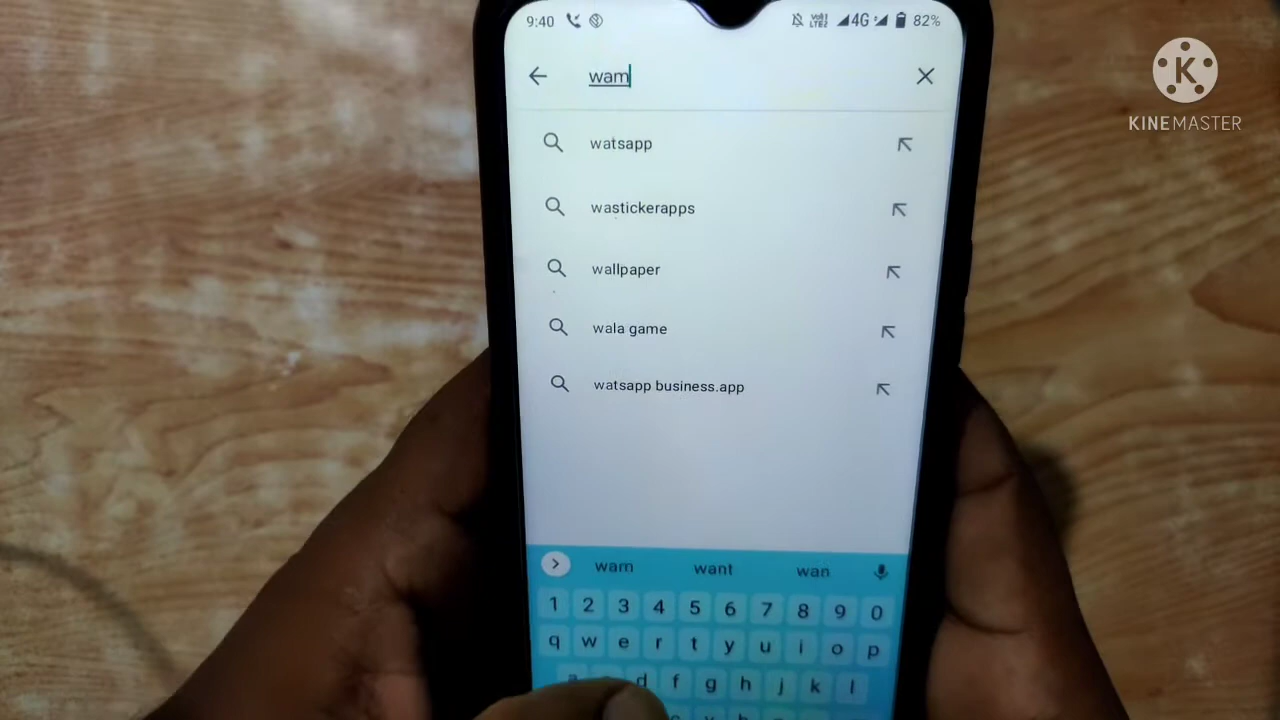 9:40 4G 82%
K
KINEMASTER
wam
watsapp
wastickerapps
wallpaper
wala game
watsapp business.app
wam want wan
1 2 3 4 5 6 7 8 9 0
q w e r t y u i o p
a d f g h j k l